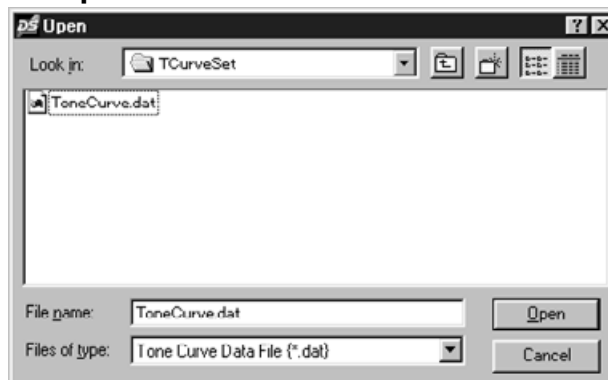 DS Open
Look in: TCurveSet
ToneCurve.dat
File name: ToneCurve.dat
Open
Files of type: Tone Curve Data File {*.dat}
Cancel